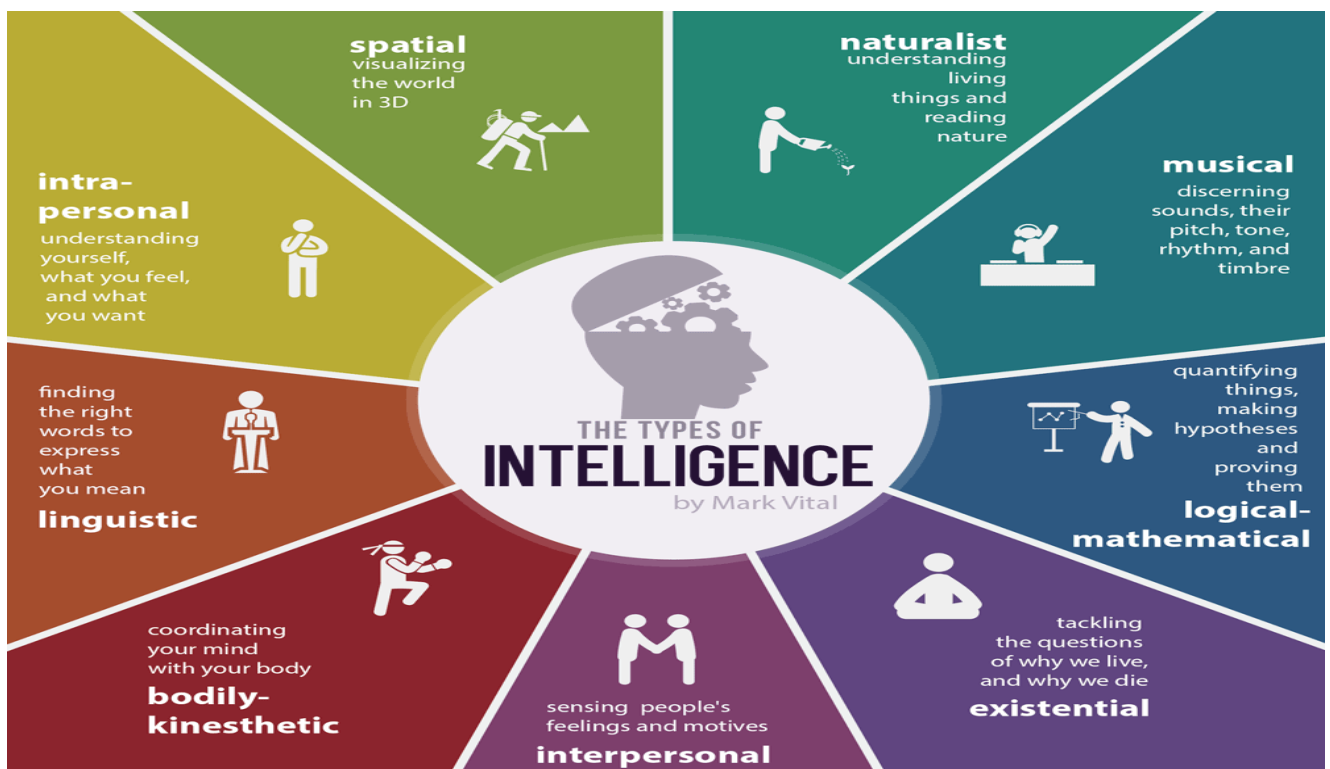 spatial
visualizing
the world
in 3D
naturalist
understanding
living
things and
reading
nature
musical
discerning
sounds, their
pitch, tone,
rhythm, and
timbre
intra-
personal
understanding
yourself,
what you feel,
and what
you want
finding
the right
words to
express
what
you mean
linguistic
THE TYPES OF
INTELLIGENCE
by Mark Vital
quantifying
things,
making
hypotheses
and
proving
them
logical-
mathematical
coordinating
your mind
with your body
bodily-
kinesthetic
sensing people's
feelings and motives
interpersonal
tackling
the questions
of why we live,
and why we die
existential